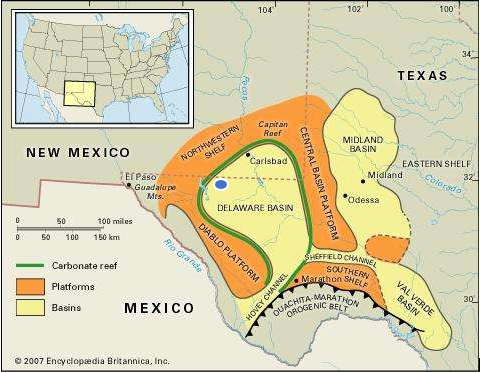 104
100
34
TEXAS
Pecos
Capitan
Reef
NORTHWESTERN
SHELF
CENTRAL BASIN PLATFORM
MIDLAND
BASIN
NEW MEXICO
Carlsbad
EASTERN SHELF
El Paso
Guadalupe
Mts.
Midland
Colorado
32
Odessa
DELAWARE BASIN
0 50 100 miles
0 50 100 150 km
DIABLO PLATFORM
Rio Grande
SHEFFIELD CHANNEL
Carbonate reef
Platforms
Basins
SOUTHERN
Marathon SHELF
HOVEY CHANNEL
VAL VERDE
BASIN
MEXICO
OUACHITA-MARATHON
OROGENIC BELT
30
© 2007 Encyclopædia Britannica, Inc.